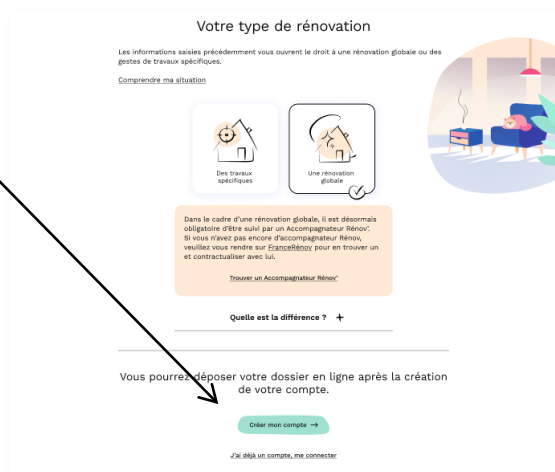 Votre type de rénovation
Les informations saisies précédemment vous ouvrent le droit à une rénovation globale ou des
gestes de travaux spécifiques.
Comprendre ma situation
Des travaux
spécifiques
Une rénovation
globale
Dans le cadre d'une rénovation globale, il est désormais
obligatoire d'être suivi par un Accompagnateur Rénov'.
Si vous n'avez pas encore d'accompagnateur Rénov,
veuillez vous rendre sur FranceRénov pour en trouver un
et contractualiser avec lui.
Trouver un Accompagnateur Rénov'
Quelle est la différence ? +
Vous pourrez déposer votre dossier en ligne après la création
de votre compte.
Créer mon compte →
J'ai déjà un compte, me connecter